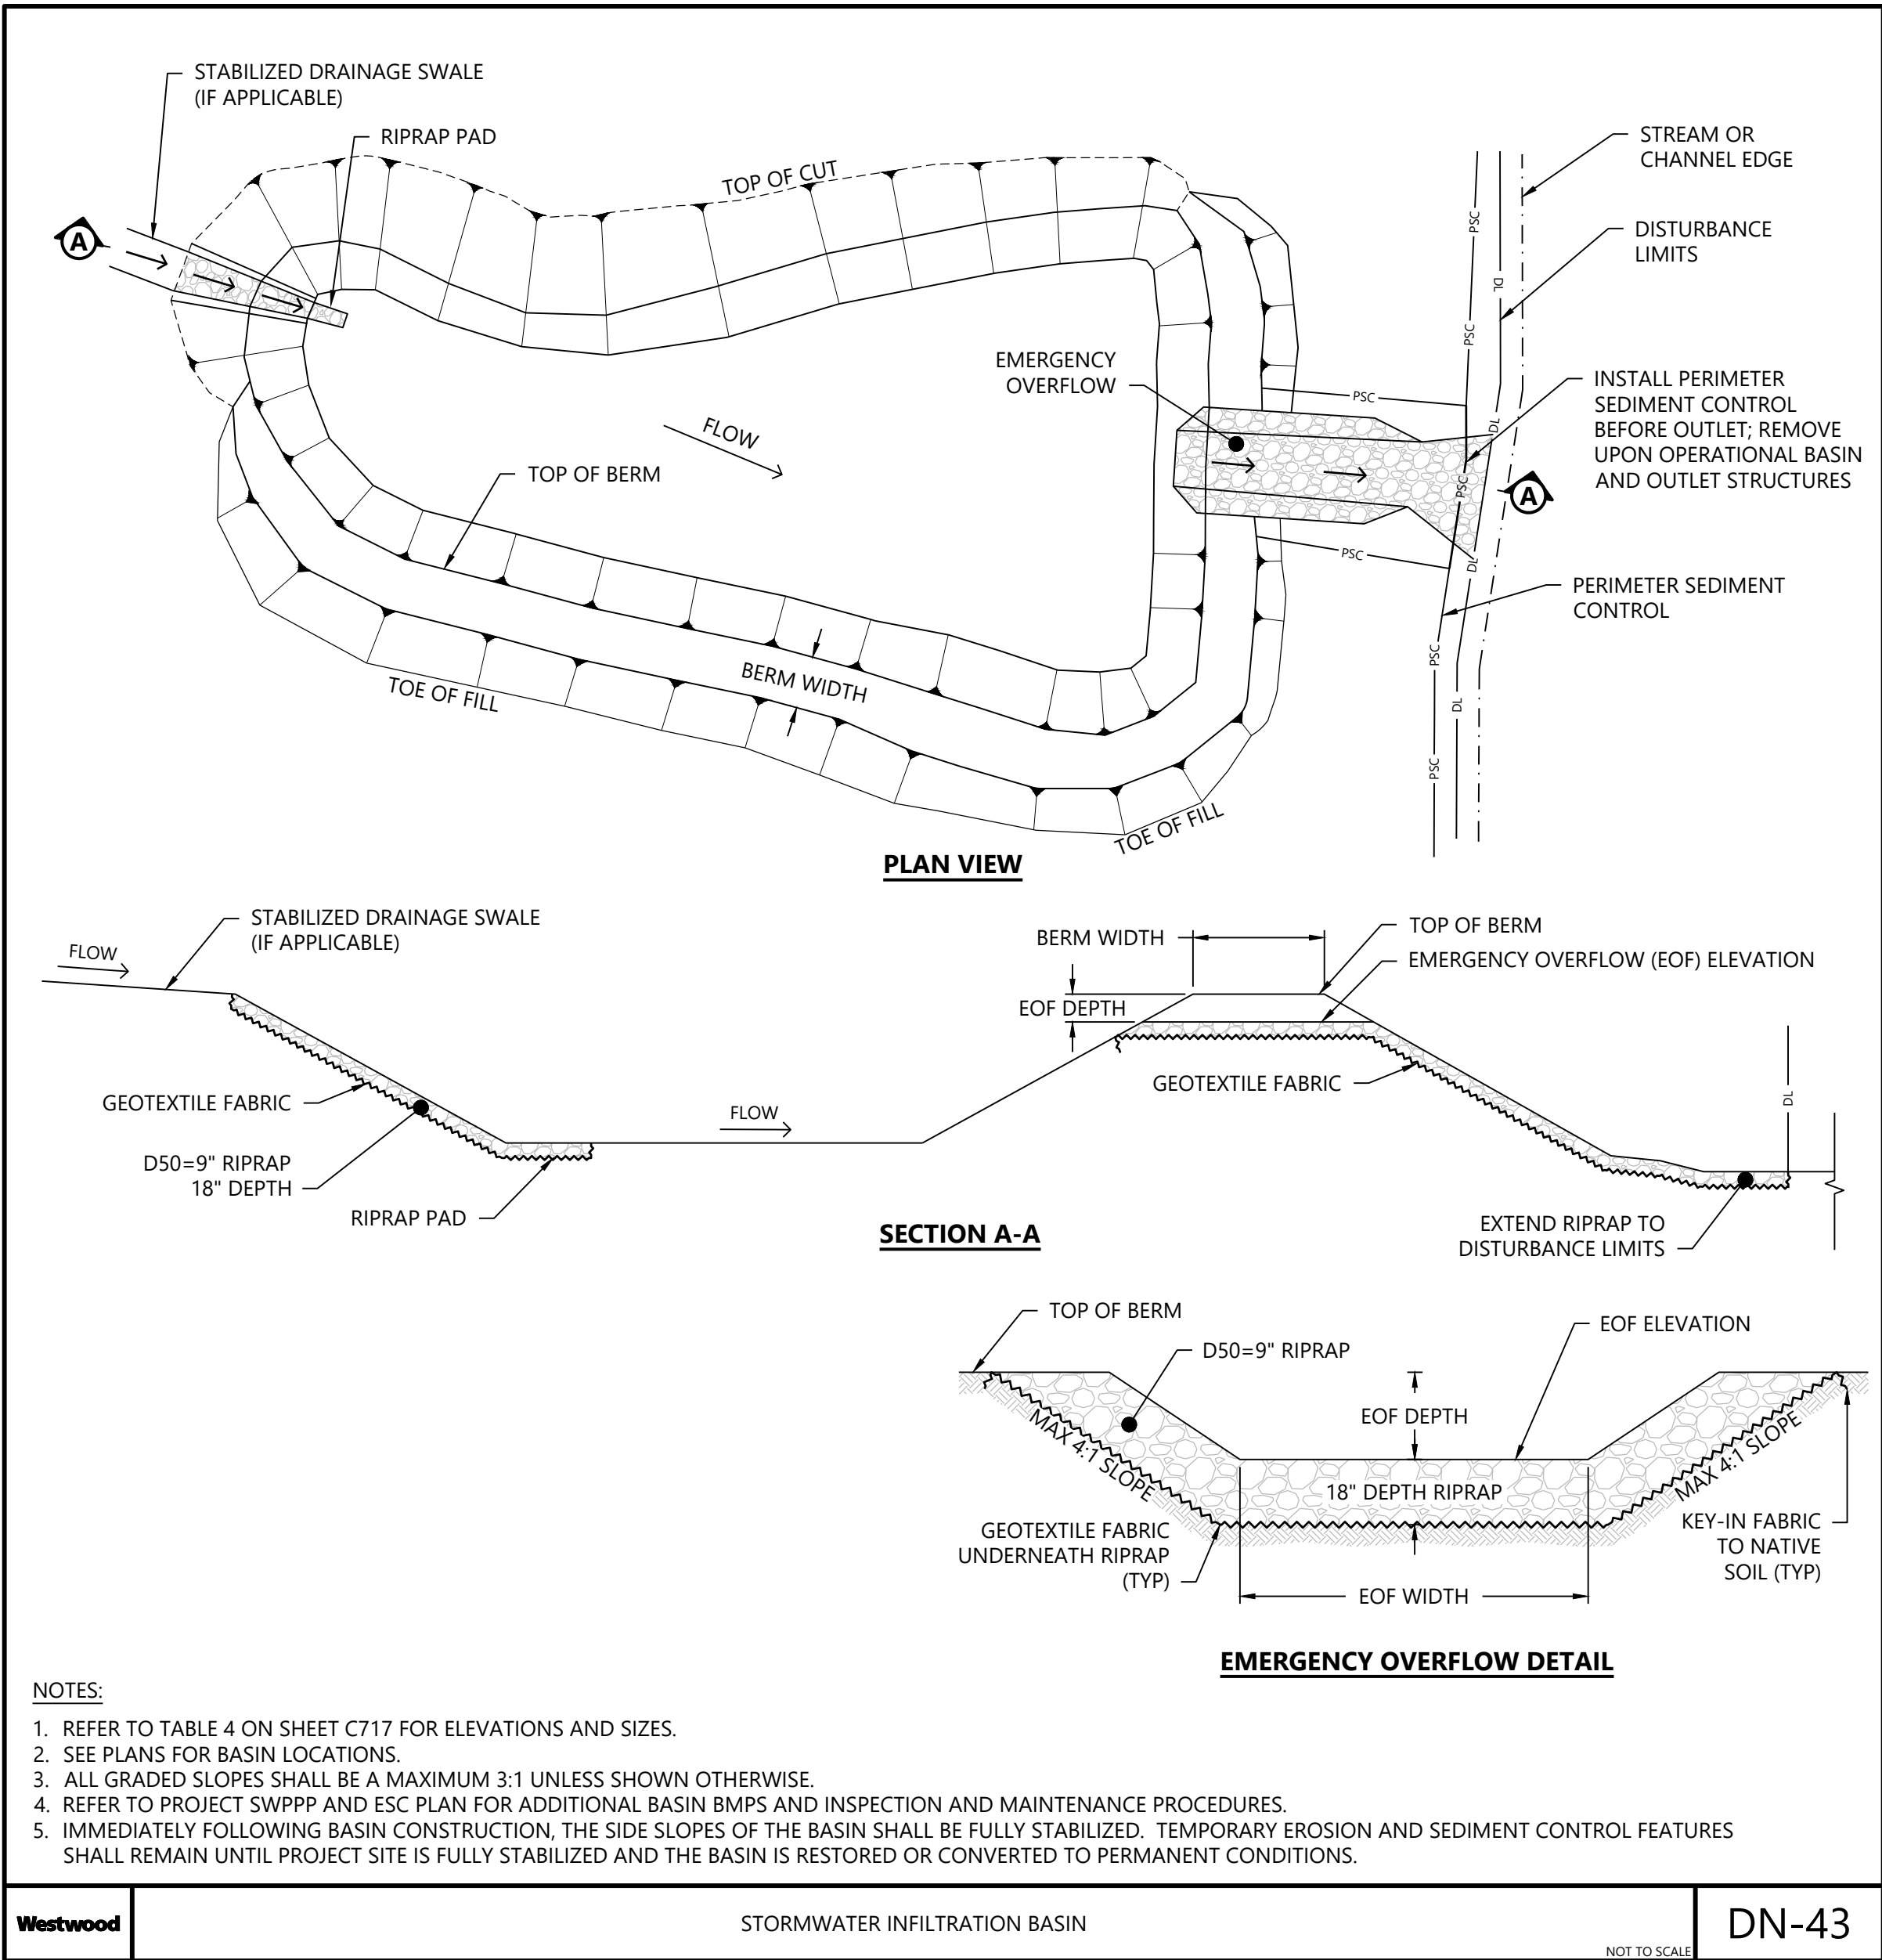 STABILIZED DRAINAGE SWALE
(IF APPLICABLE)
RIPRAP PAD
TOP OF CUT
STREAM OR
CHANNEL EDGE
A
PSC
DL
DISTURBANCE
LIMITS
PSC
EMERGENCY
OVERFLOW
INSTALL PERIMETER
SEDIMENT CONTROL
BEFORE OUTLET; REMOVE
UPON OPERATIONAL BASIN
AND OUTLET STRUCTURES
PSC
DL
FLOW
TOP OF BERM
PSC
A
PSC
DL
PERIMETER SEDIMENT
CONTROL
BERM WIDTH
TOE OF FILL
PSC
DL
PSC
TOE OF FILL
PLAN VIEW
STABILIZED DRAINAGE SWALE
(IF APPLICABLE)
FLOW
BERM WIDTH
TOP OF BERM
EMERGENCY OVERFLOW (EOF) ELEVATION
EOF DEPTH
GEOTEXTILE FABRIC
GEOTEXTILE FABRIC
DL
FLOW
D50=9" RIPRAP
18" DEPTH
RIPRAP PAD
EXTEND RIPRAP TO
DISTURBANCE LIMITS
SECTION A-A
TOP OF BERM
D50=9" RIPRAP
EOF ELEVATION
EOF DEPTH
MAX 4:1 SLOPE
MAX 4:1 SLOPE
18" DEPTH RIPRAP
GEOTEXTILE FABRIC
UNDERNEATH RIPRAP
(TYP)
KEY-IN FABRIC
TO NATIVE
SOIL (TYP)
EOF WIDTH
EMERGENCY OVERFLOW DETAIL
NOTES:
1. REFER TO TABLE 4 ON SHEET C717 FOR ELEVATIONS AND SIZES.
2. SEE PLANS FOR BASIN LOCATIONS.
3. ALL GRADED SLOPES SHALL BE A MAXIMUM 3:1 UNLESS SHOWN OTHERWISE.
4. REFER TO PROJECT SWPPP AND ESC PLAN FOR ADDITIONAL BASIN BMPS AND INSPECTION AND MAINTENANCE PROCEDURES.
5. IMMEDIATELY FOLLOWING BASIN CONSTRUCTION, THE SIDE SLOPES OF THE BASIN SHALL BE FULLY STABILIZED. TEMPORARY EROSION AND SEDIMENT CONTROL FEATURES
SHALL REMAIN UNTIL PROJECT SITE IS FULLY STABILIZED AND THE BASIN IS RESTORED OR CONVERTED TO PERMANENT CONDITIONS.
Westwood
STORMWATER INFILTRATION BASIN
NOT TO SCALE
DN-43